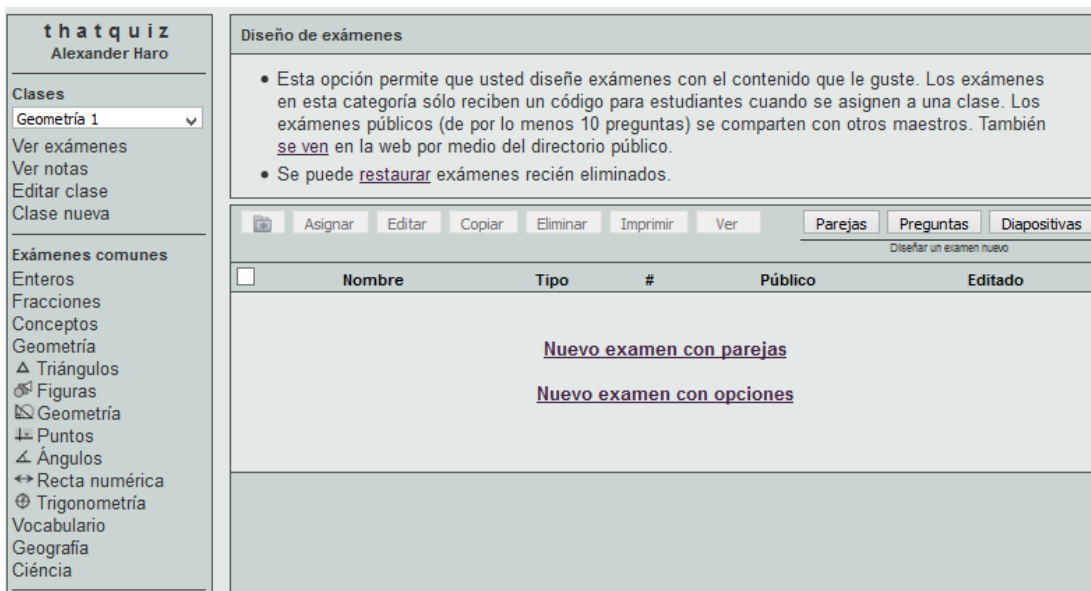 thatquiz
Alexander Haro
Clases
Geometría 1
Ver exámenes
Ver notas
Editar clase
Clase nueva
Exámenes comunes
Enteros
Fracciones
Conceptos
Geometría
Triángulos
Figuras
Geometría
Puntos
Ángulos
Recta numérica
Trigonometría
Vocabulario
Geografía
Ciéncia
Diseño de exámenes
• Esta opción permite que usted diseñe exámenes con el contenido que le guste. Los exámenes
en esta categoría sólo reciben un código para estudiantes cuando se asignen a una clase. Los
exámenes públicos (de por lo menos 10 preguntas) se comparten con otros maestros. También
se ven en la web por medio del directorio público.
• Se puede restaurar exámenes recién eliminados.
Asignar Editar Copiar Eliminar Imprimir Ver Parejas Preguntas Diapositivas
Diseñar un examen nuevo
Nombre Tipo # Público Editado
Nuevo examen con parejas
Nuevo examen con opciones